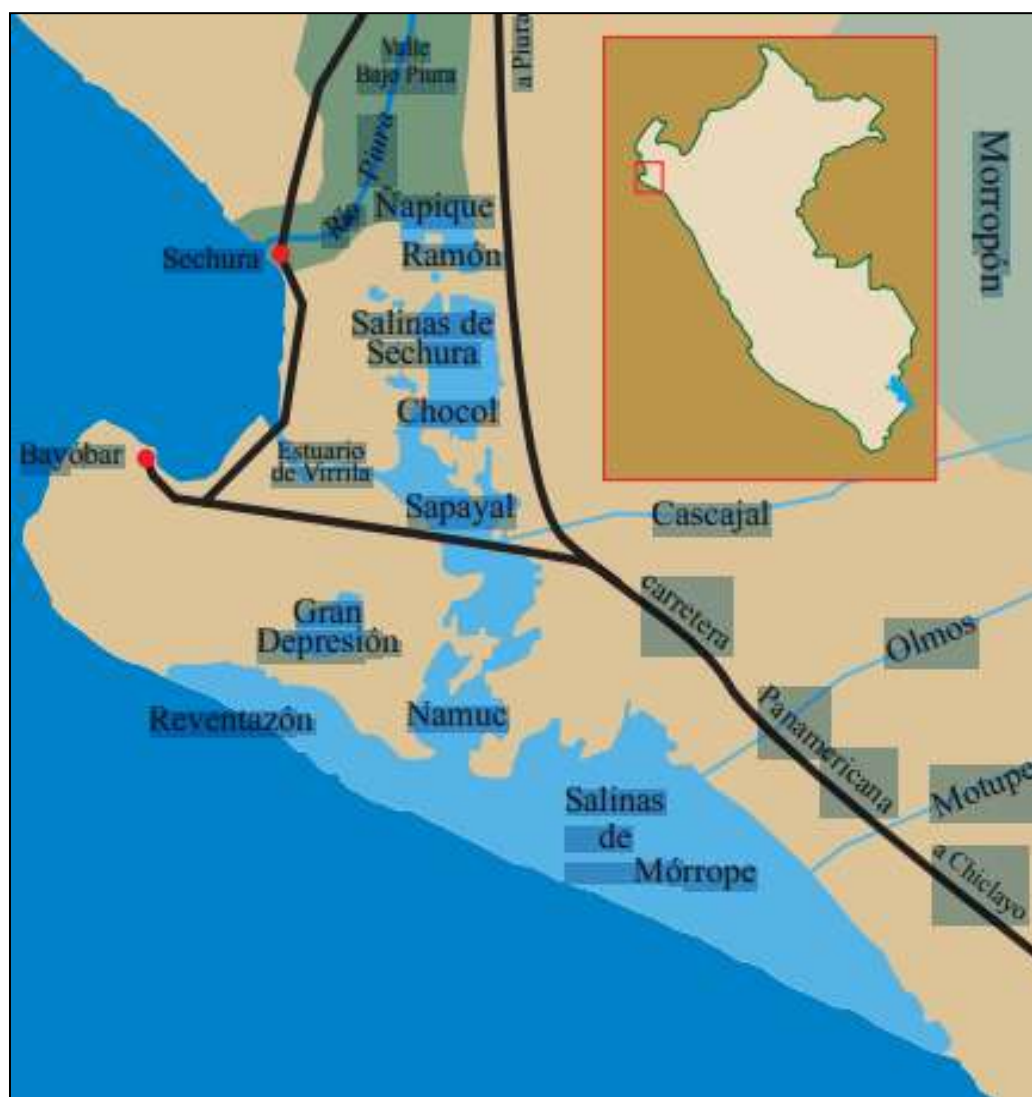 Valle
Bajo Piura
a Piura
Río Piura
Ñapique
Ramón
Morropón
Sechura
Salinas de
Sechura
Chocol
Bayóbar
Estuario
de Virrila
Sapayal
Cascajal
carretera
Gran
Depresión
Olmos
Reventazón
Ñamuc
Panamericana
Salinas
de
Mórrope
Motupe
a Chiclayo